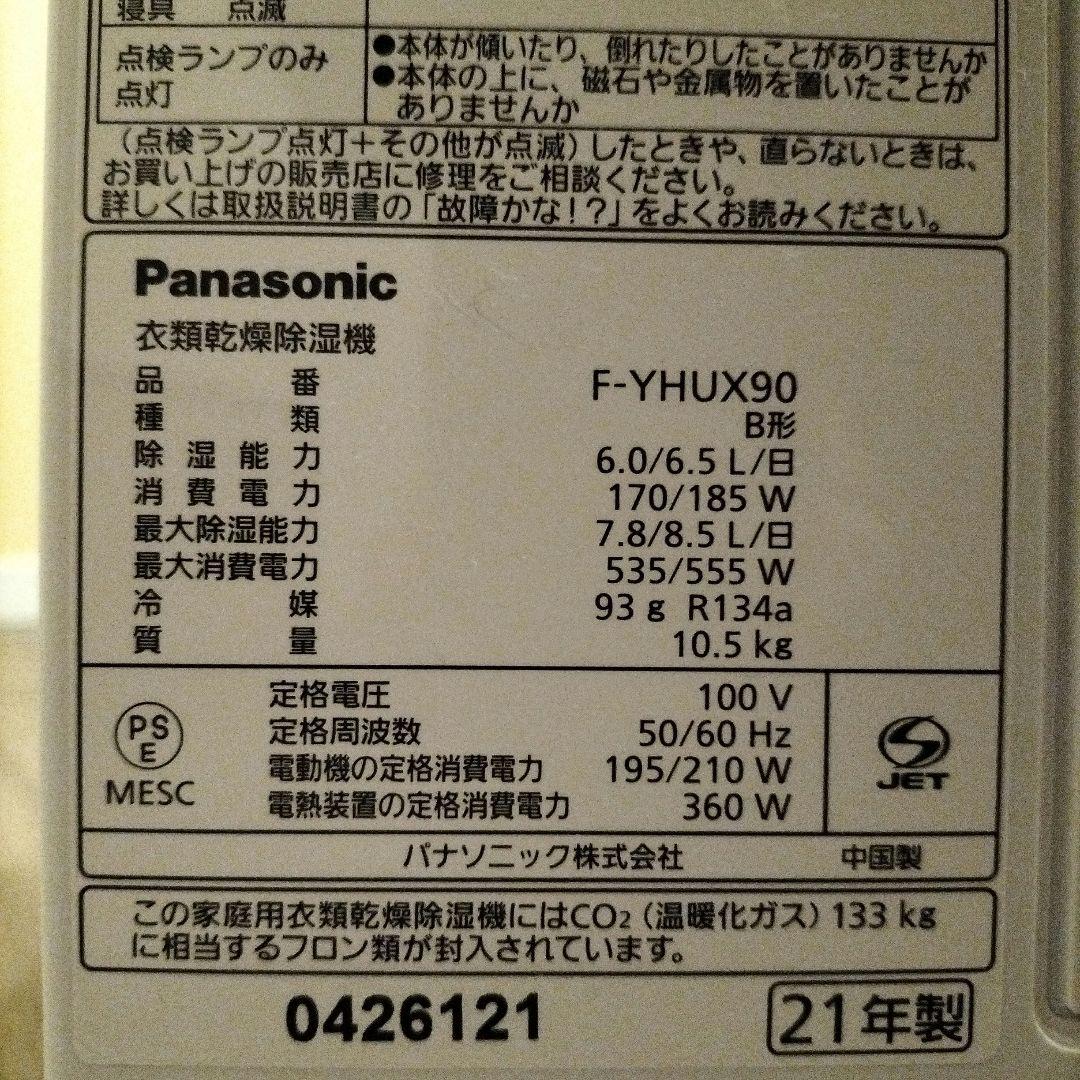 寝具 点滅
点検ランプのみ
点灯
●本体が傾いたり、倒れたりしたことがありませんか
●本体の上に、磁石や金属物を置いたことが
ありませんか
（点検ランプ点灯＋その他が点滅）したときや、直らないときは、
お買い上げの販売店に修理をご相談ください。
詳しくは取扱説明書の「故障かな！？」をよくお読みください。
Panasonic
衣類乾燥除湿機
品番 F-YHUX90
種類 B形
除湿能力 6.0/6.5 L/日
消費電力 170/185 W
最大除湿能力 7.8/8.5 L/日
最大消費電力 535/555 W
冷媒 93 g R134a
質量 10.5 kg
PS
E
MESC
定格電圧 100 V
定格周波数 50/60 Hz
電動機の定格消費電力 195/210 W
電熱装置の定格消費電力 360 W
JET
パナソニック株式会社 中国製
この家庭用衣類乾燥除湿機にはCO2（温暖化ガス）133 kg
に相当するフロン類が封入されています。
0426121 21年製